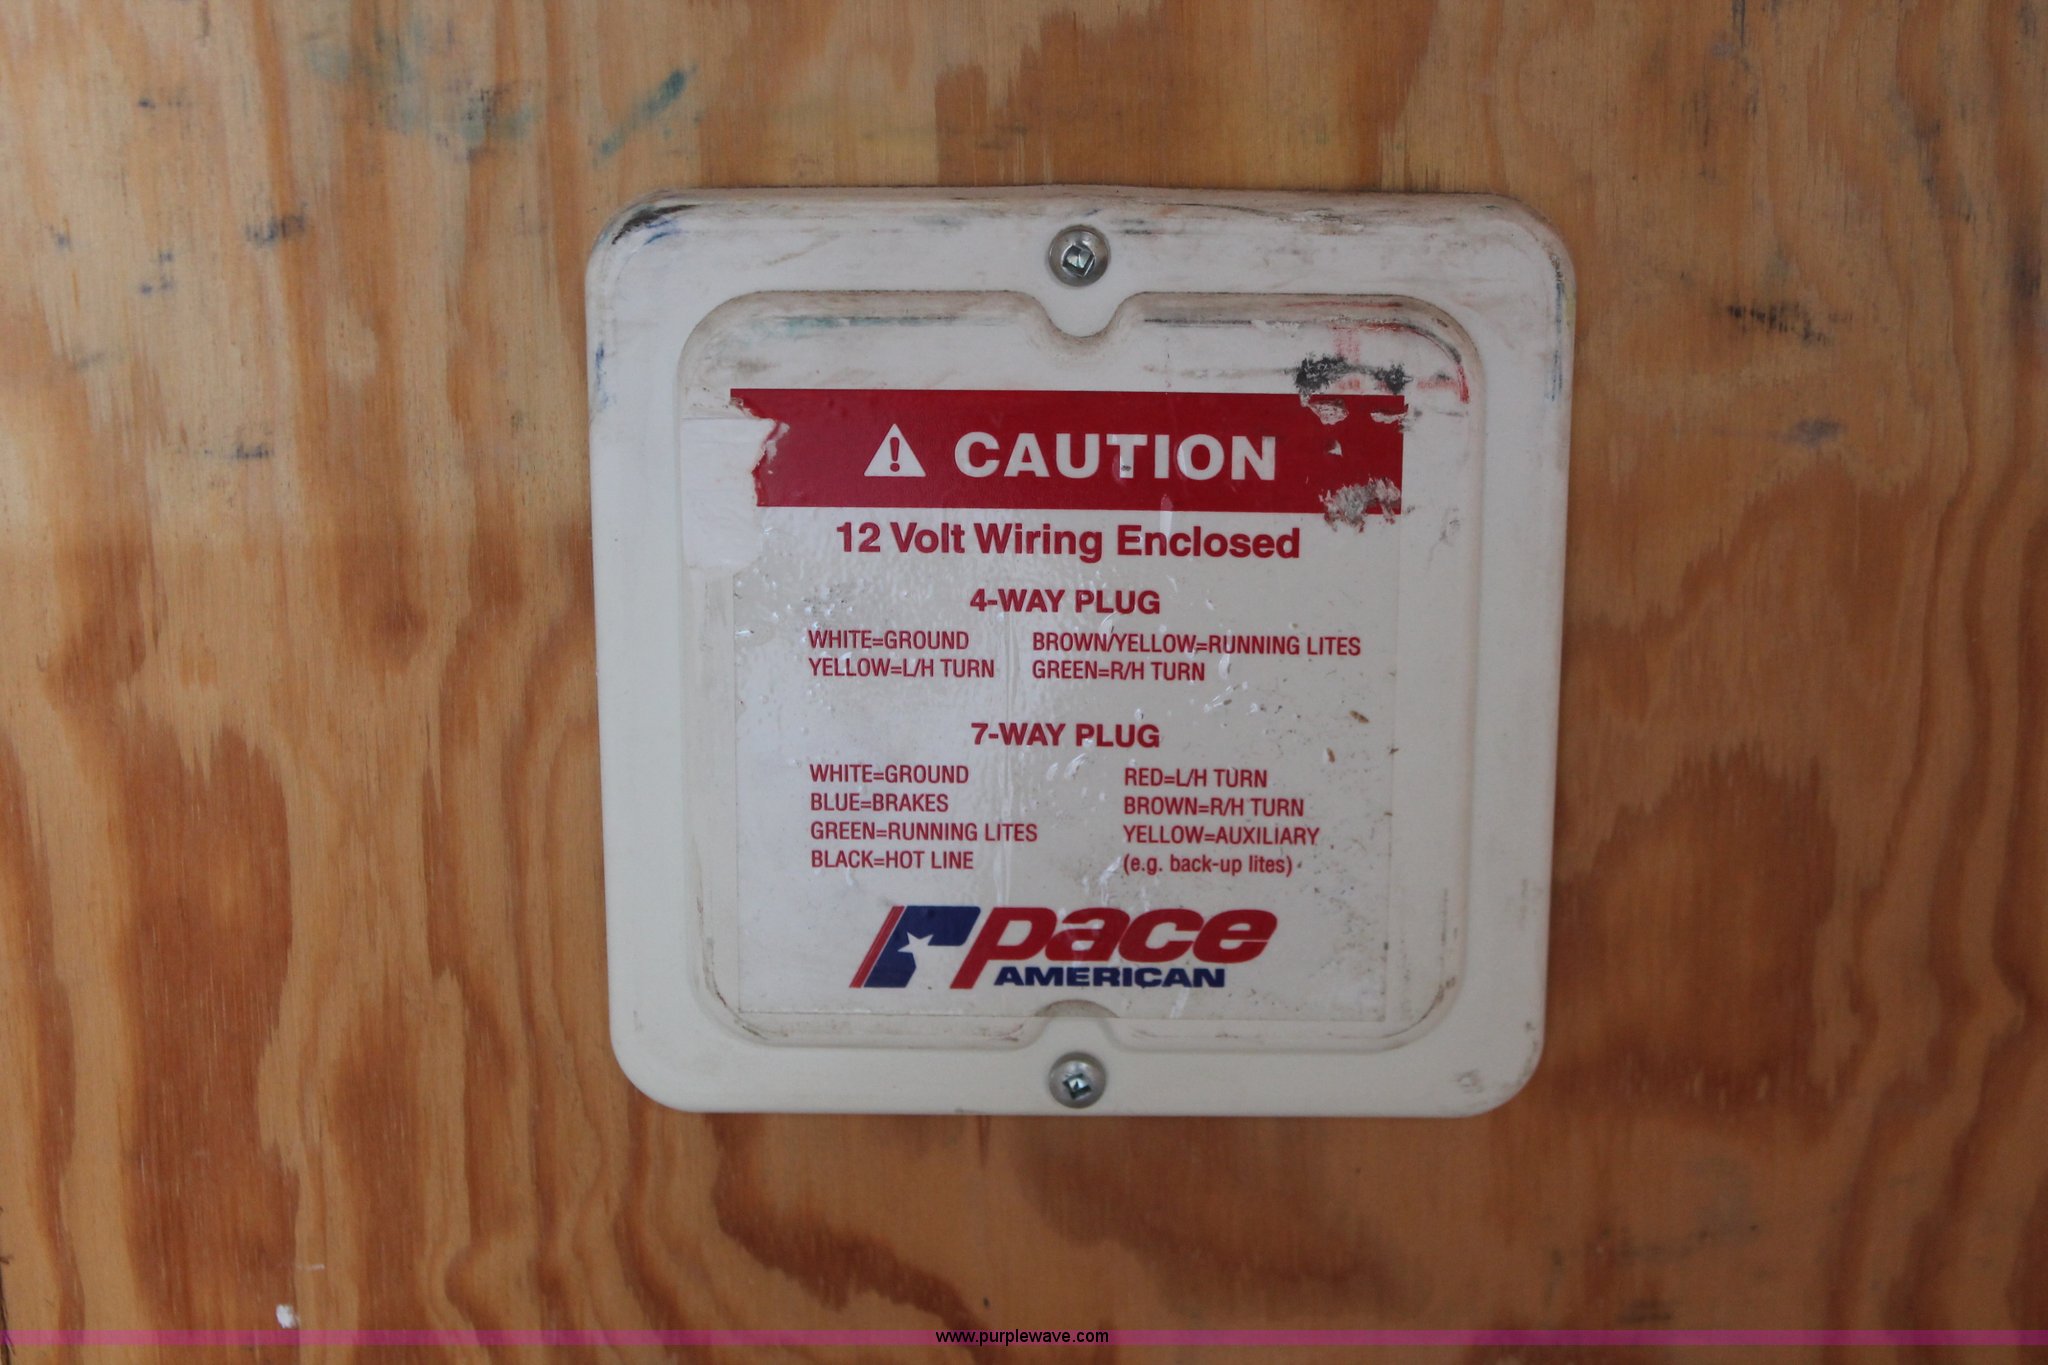 CAUTION
12 Volt Wiring Enclosed
4-WAY PLUG
WHITE=GROUND BROWN/YELLOW=RUNNING LITES
YELLOW=L/H TURN GREEN=R/H TURN
7-WAY PLUG
WHITE=GROUND RED=L/H TURN
BLUE=BRAKES BROWN=R/H TURN
GREEN=RUNNING LITES YELLOW=AUXILIARY
BLACK=HOT LINE (e.g. back-up lites)
pace
AMERICAN
www.purplewave.com